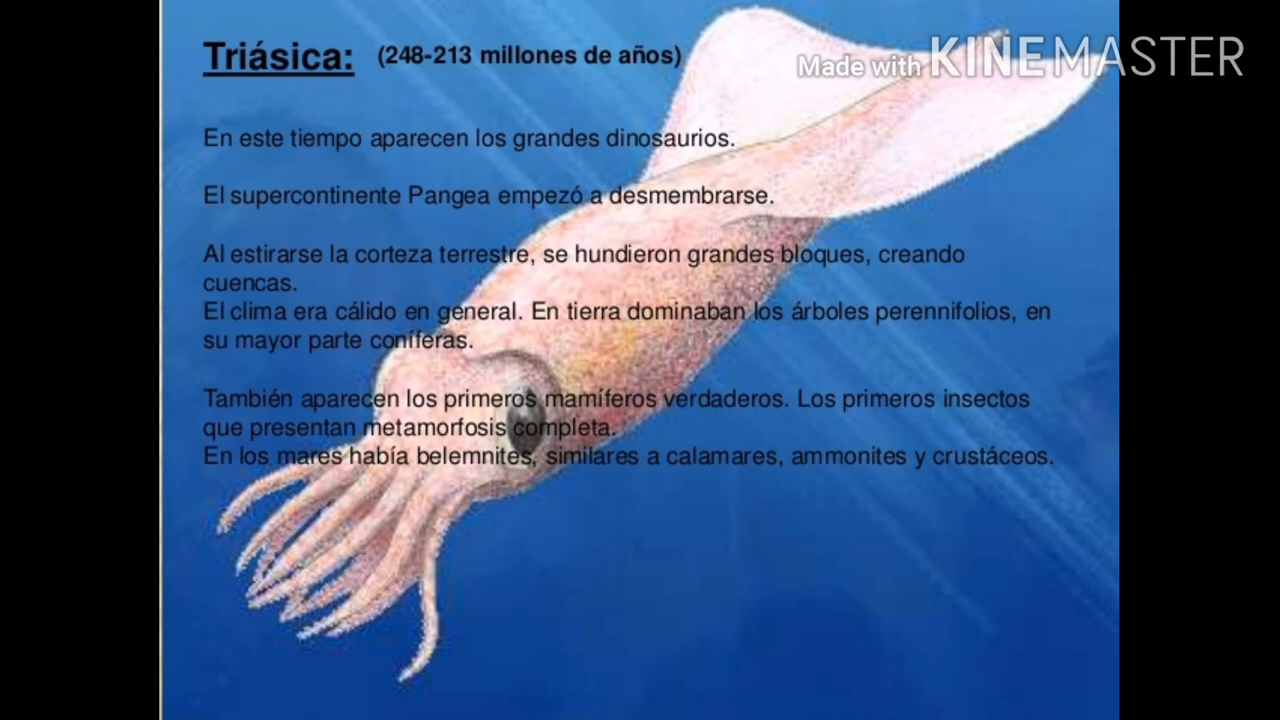 Triásica: (248-213 millones de años)
Made with KINEMASTER
En este tiempo aparecen los grandes dinosaurios.
El supercontinente Pangea empezó a desmembrarse.
Al estirarse la corteza terrestre, se hundieron grandes bloques, creando
cuencas.
El clima era cálido en general. En tierra dominaban los árboles perennifolios, en
su mayor parte coníferas.
También aparecen los primeros mamíferos verdaderos. Los primeros insectos
que presentan metamorfosis completa.
En los mares había belemnites, similares a calamares, ammonites y crustáceos.